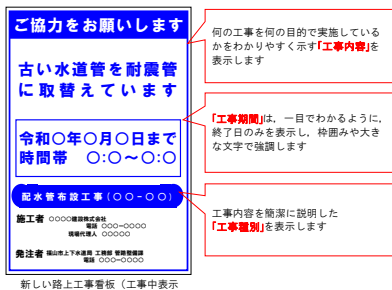 ご協力をお願いします
古い水道管を耐震管
に取替えています
令和〇年〇月〇日まで
時間帯 〇:〇～〇:〇
配水管布設工事(〇〇-〇〇)
施工者 〇〇〇〇建設株式会社
電話 〇〇〇-〇〇〇〇
現場代理人 〇〇〇〇〇
発注者 福山市上下水道局 工務部 管路整備課
電話 〇〇〇-〇〇〇〇
何の工事を何の目的で実施している
かをわかりやすく示す「工事内容」を
表示します
「工事期間」は，一目でわかるように，
終了日のみを表示し，枠囲みや大き
な文字で強調します
工事内容を簡潔に説明した
「工事種別」を表示します
新しい路上工事看板（工事中表示